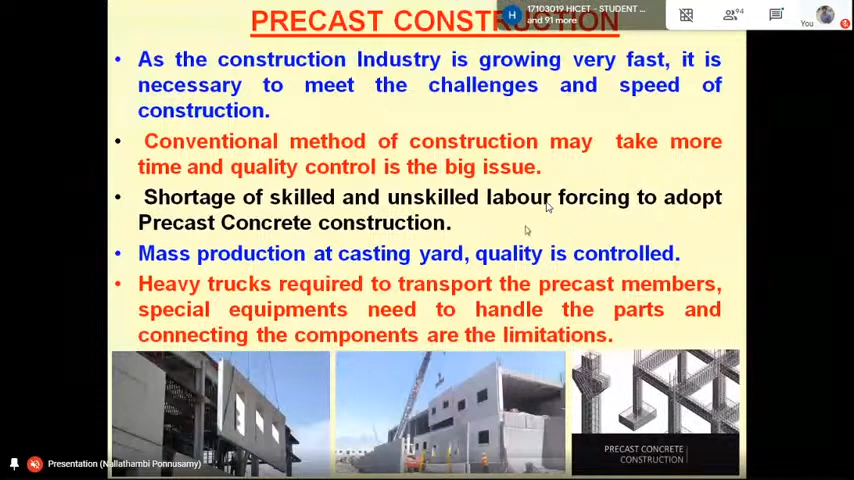 PRECAST CONSTRUCTION
17103019 HICET - STUDENT ...
and 91 more
H
94
You
• As the construction Industry is growing very fast, it is
necessary to meet the challenges and speed of
construction.
• Conventional method of construction may take more
time and quality control is the big issue.
• Shortage of skilled and unskilled labour forcing to adopt
Precast Concrete construction.
• Mass production at casting yard, quality is controlled.
• Heavy trucks required to transport the precast members,
special equipments need to handle the parts and
connecting the components are the limitations.
PRECAST CONCRETE
CONSTRUCTION
Presentation (Nallathambi Ponnusamy)